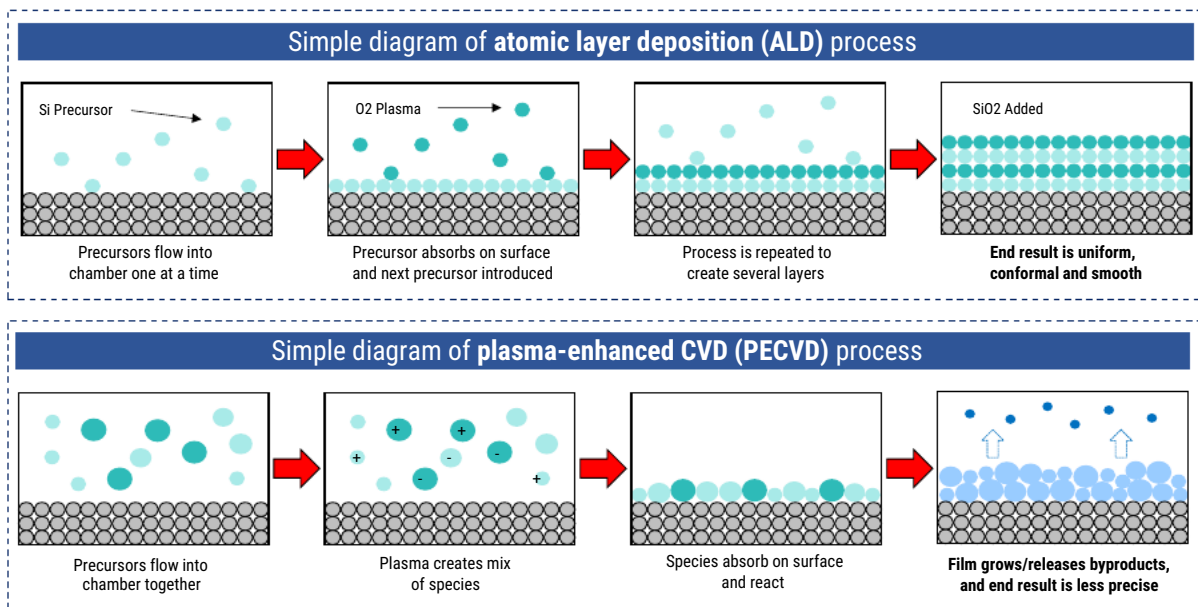 Simple diagram of atomic layer deposition (ALD) process
Si Precursor
O2 Plasma
SiO2 Added
Precursors flow into
chamber one at a time
Precursor absorbs on surface
and next precursor introduced
Process is repeated to
create several layers
End result is uniform,
conformal and smooth
Simple diagram of plasma-enhanced CVD (PECVD) process
+ + + - - - +
Precursors flow into
chamber together
Plasma creates mix
of species
Species absorb on surface
and react
Film grows/releases byproducts,
and end result is less precise